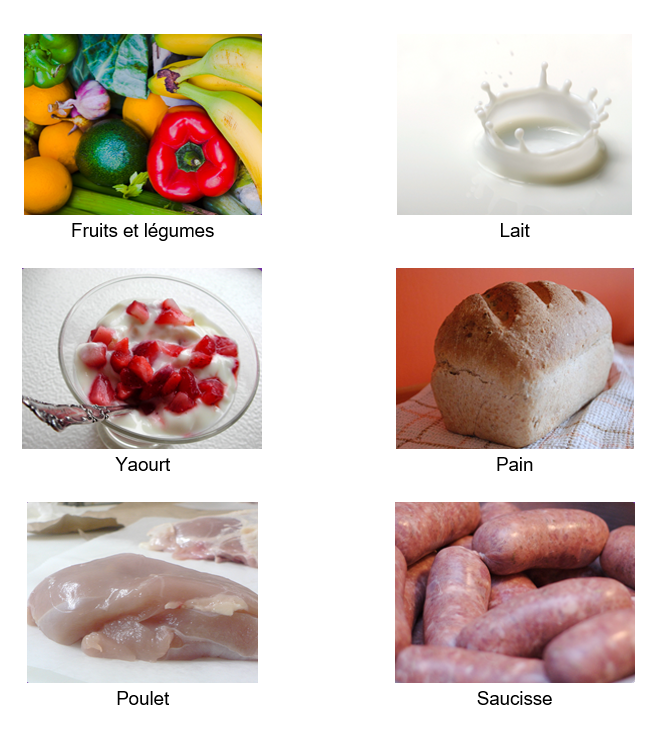 Fruits et légumes
Lait
Yaourt
Pain
Poulet
Saucisse